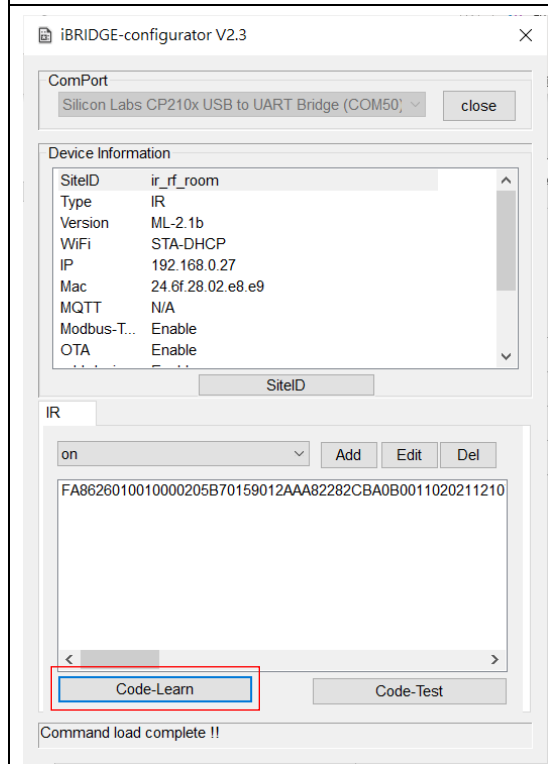 iBRIDGE-configurator V2.3
ComPort
Silicon Labs CP210x USB to UART Bridge (COM50)
close
Device Information
SiteID ir_rf_room
Type IR
Version ML-2.1b
WiFi STA-DHCP
IP 192.168.0.27
Mac 24.6f.28.02.e8.e9
MQTT N/A
Modbus-T... Enable
OTA Enable
SiteID
IR
on
Add Edit Del
FA8626010010000205B70159012AAA82282CBA0B0011020211210
Code-Learn Code-Test
Command load complete !!